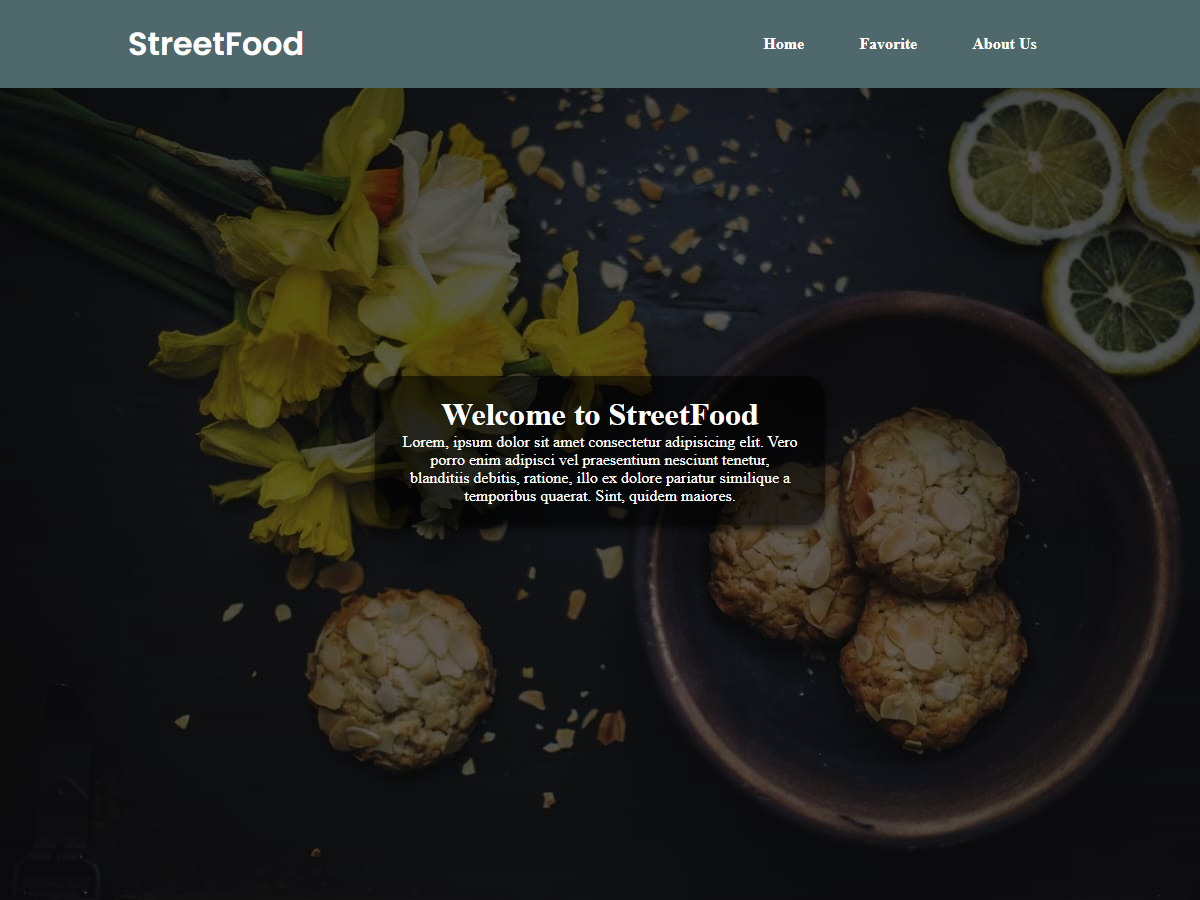 StreetFood
Home
Favorite
About Us
Welcome to StreetFood
Lorem, ipsum dolor sit amet consectetur adipisicing elit. Vero
porro enim adipisci vel praesentium nesciunt tenetur,
blanditiis debitis, ratione, illo ex dolore pariatur similique a
temporibus quaerat. Sint, quidem maiores.